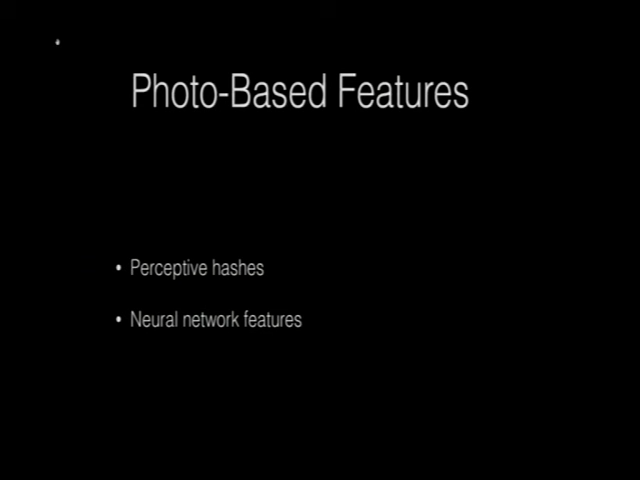 Photo-Based Features
• Perceptive hashes
• Neural network features